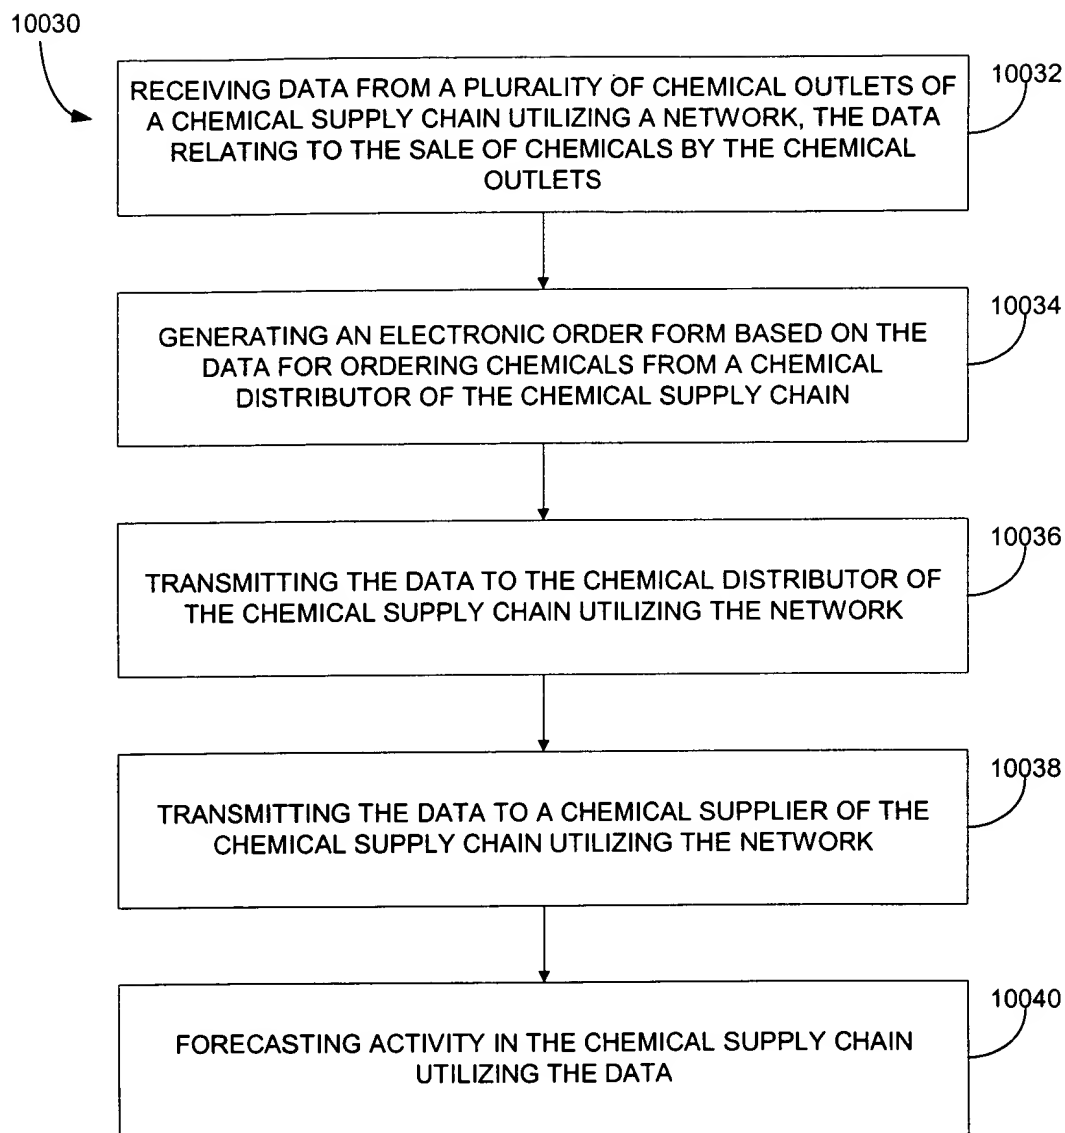 10030
10032
RECEIVING DATA FROM A PLURALITY OF CHEMICAL OUTLETS OF
A CHEMICAL SUPPLY CHAIN UTILIZING A NETWORK, THE DATA
RELATING TO THE SALE OF CHEMICALS BY THE CHEMICAL
OUTLETS
10034
GENERATING AN ELECTRONIC ORDER FORM BASED ON THE
DATA FOR ORDERING CHEMICALS FROM A CHEMICAL
DISTRIBUTOR OF THE CHEMICAL SUPPLY CHAIN
10036
TRANSMITTING THE DATA TO THE CHEMICAL DISTRIBUTOR OF
THE CHEMICAL SUPPLY CHAIN UTILIZING THE NETWORK
10038
TRANSMITTING THE DATA TO A CHEMICAL SUPPLIER OF THE
CHEMICAL SUPPLY CHAIN UTILIZING THE NETWORK
10040
FORECASTING ACTIVITY IN THE CHEMICAL SUPPLY CHAIN
UTILIZING THE DATA